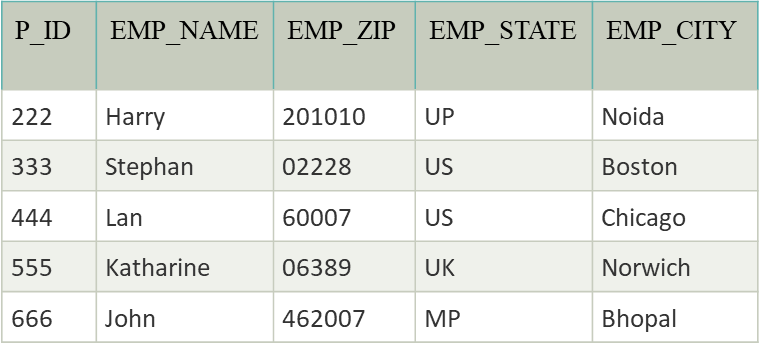 P_ID EMP_NAME EMP_ZIP EMP_STATE EMP_CITY
222 Harry 201010 UP Noida
333 Stephan 02228 US Boston
444 Lan 60007 US Chicago
555 Katharine 06389 UK Norwich
666 John 462007 MP Bhopal